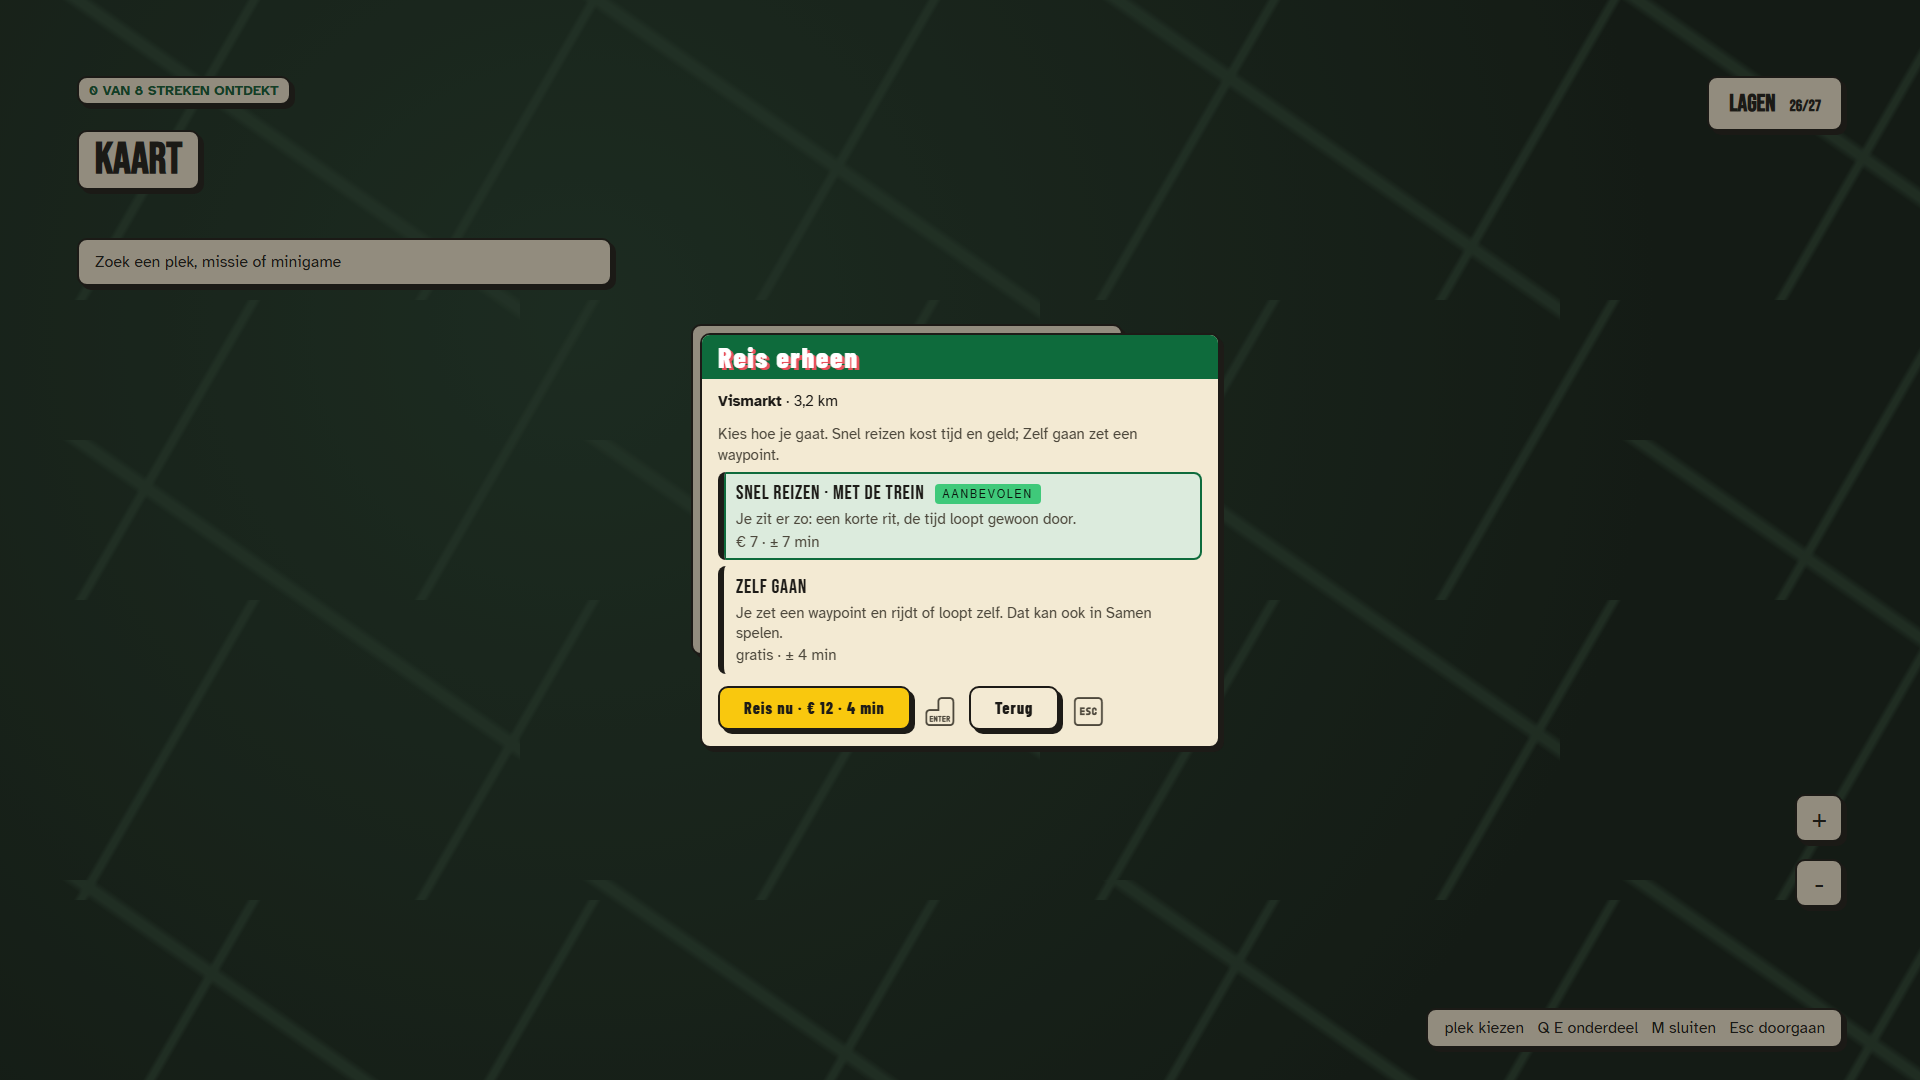 0 VAN 8 STREKEN ONTDEKT
KAART
LAGEN 26/27
Zoek een plek, missie of minigame
Reis erheen
Vismarkt · 3,2 km
Kies hoe je gaat. Snel reizen kost tijd en geld; Zelf gaan zet een
waypoint.
SNEL REIZEN · MET DE TREIN AANBEVOLEN
Je zit er zo: een korte rit, de tijd loopt gewoon door.
€ 7 · ± 7 min
ZELF GAAN
Je zet een waypoint en rijdt of loopt zelf. Dat kan ook in Samen
spelen.
gratis · ± 4 min
Reis nu · € 12 · 4 min ENTER Terug ESC
+
-
plek kiezen Q E onderdeel M sluiten Esc doorgaan